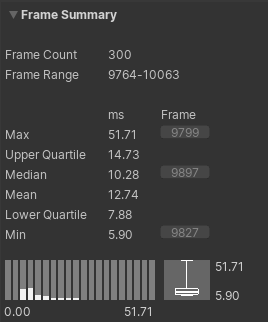 Frame Summary
Frame Count 300
Frame Range 9764-10063
ms Frame
Max 51.71 9799
Upper Quartile 14.73
Median 10.28 9897
Mean 12.74
Lower Quartile 7.88
Min 5.90 9827
51.71
5.90
0.00 51.71